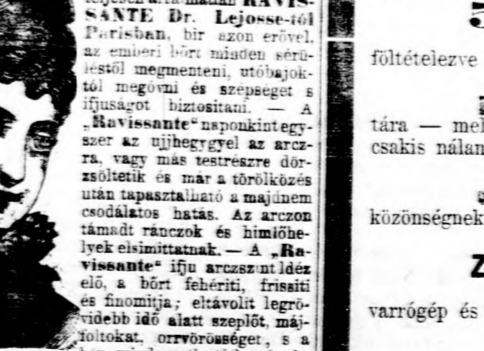 RAVIS-
SANTE Dr. Lejosse-tól
Párisban, bir azon erővel,
az emberi bőrt minden sérü-
léstől megmenteni, utóbajok-
tól megóvni és szépséget s
ifjuságot biztositani. — A
„Ravissante“ naponkint egy-
szer az ujjhegygyel az arcz-
ra, vagy más testrészre dör-
zsöltetik és már a törölközés
után tapasztalható a majdnem
csodálatos hatás. Az arczon
támadt ránczok és himlőhe-
lyek elsimittatnak. — A „Ra-
vissante“ ifju arczszint idéz
elő, a bőrt fehériti, frissiti
és finomitja; eltávolit legrö-
videbb idő alatt szeplőt, máj-
foltokat, orrvörösséget, s a
föltételezve
tára — mel
csakis nálan
közönségnek
Z
varrógép és